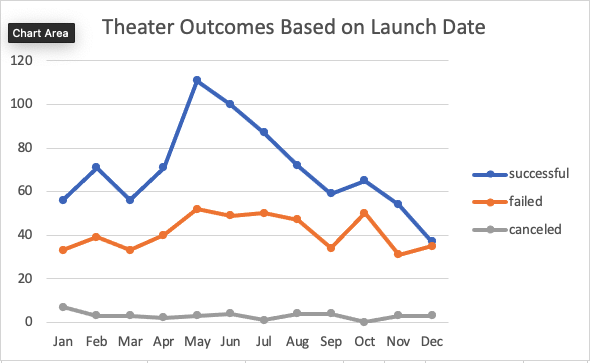 Theater Outcomes Based on Launch Date
Chart Area
120
100
80
60
40
20
0
Jan Feb Mar Apr May Jun Jul Aug Sep Oct Nov Dec
successful
failed
canceled